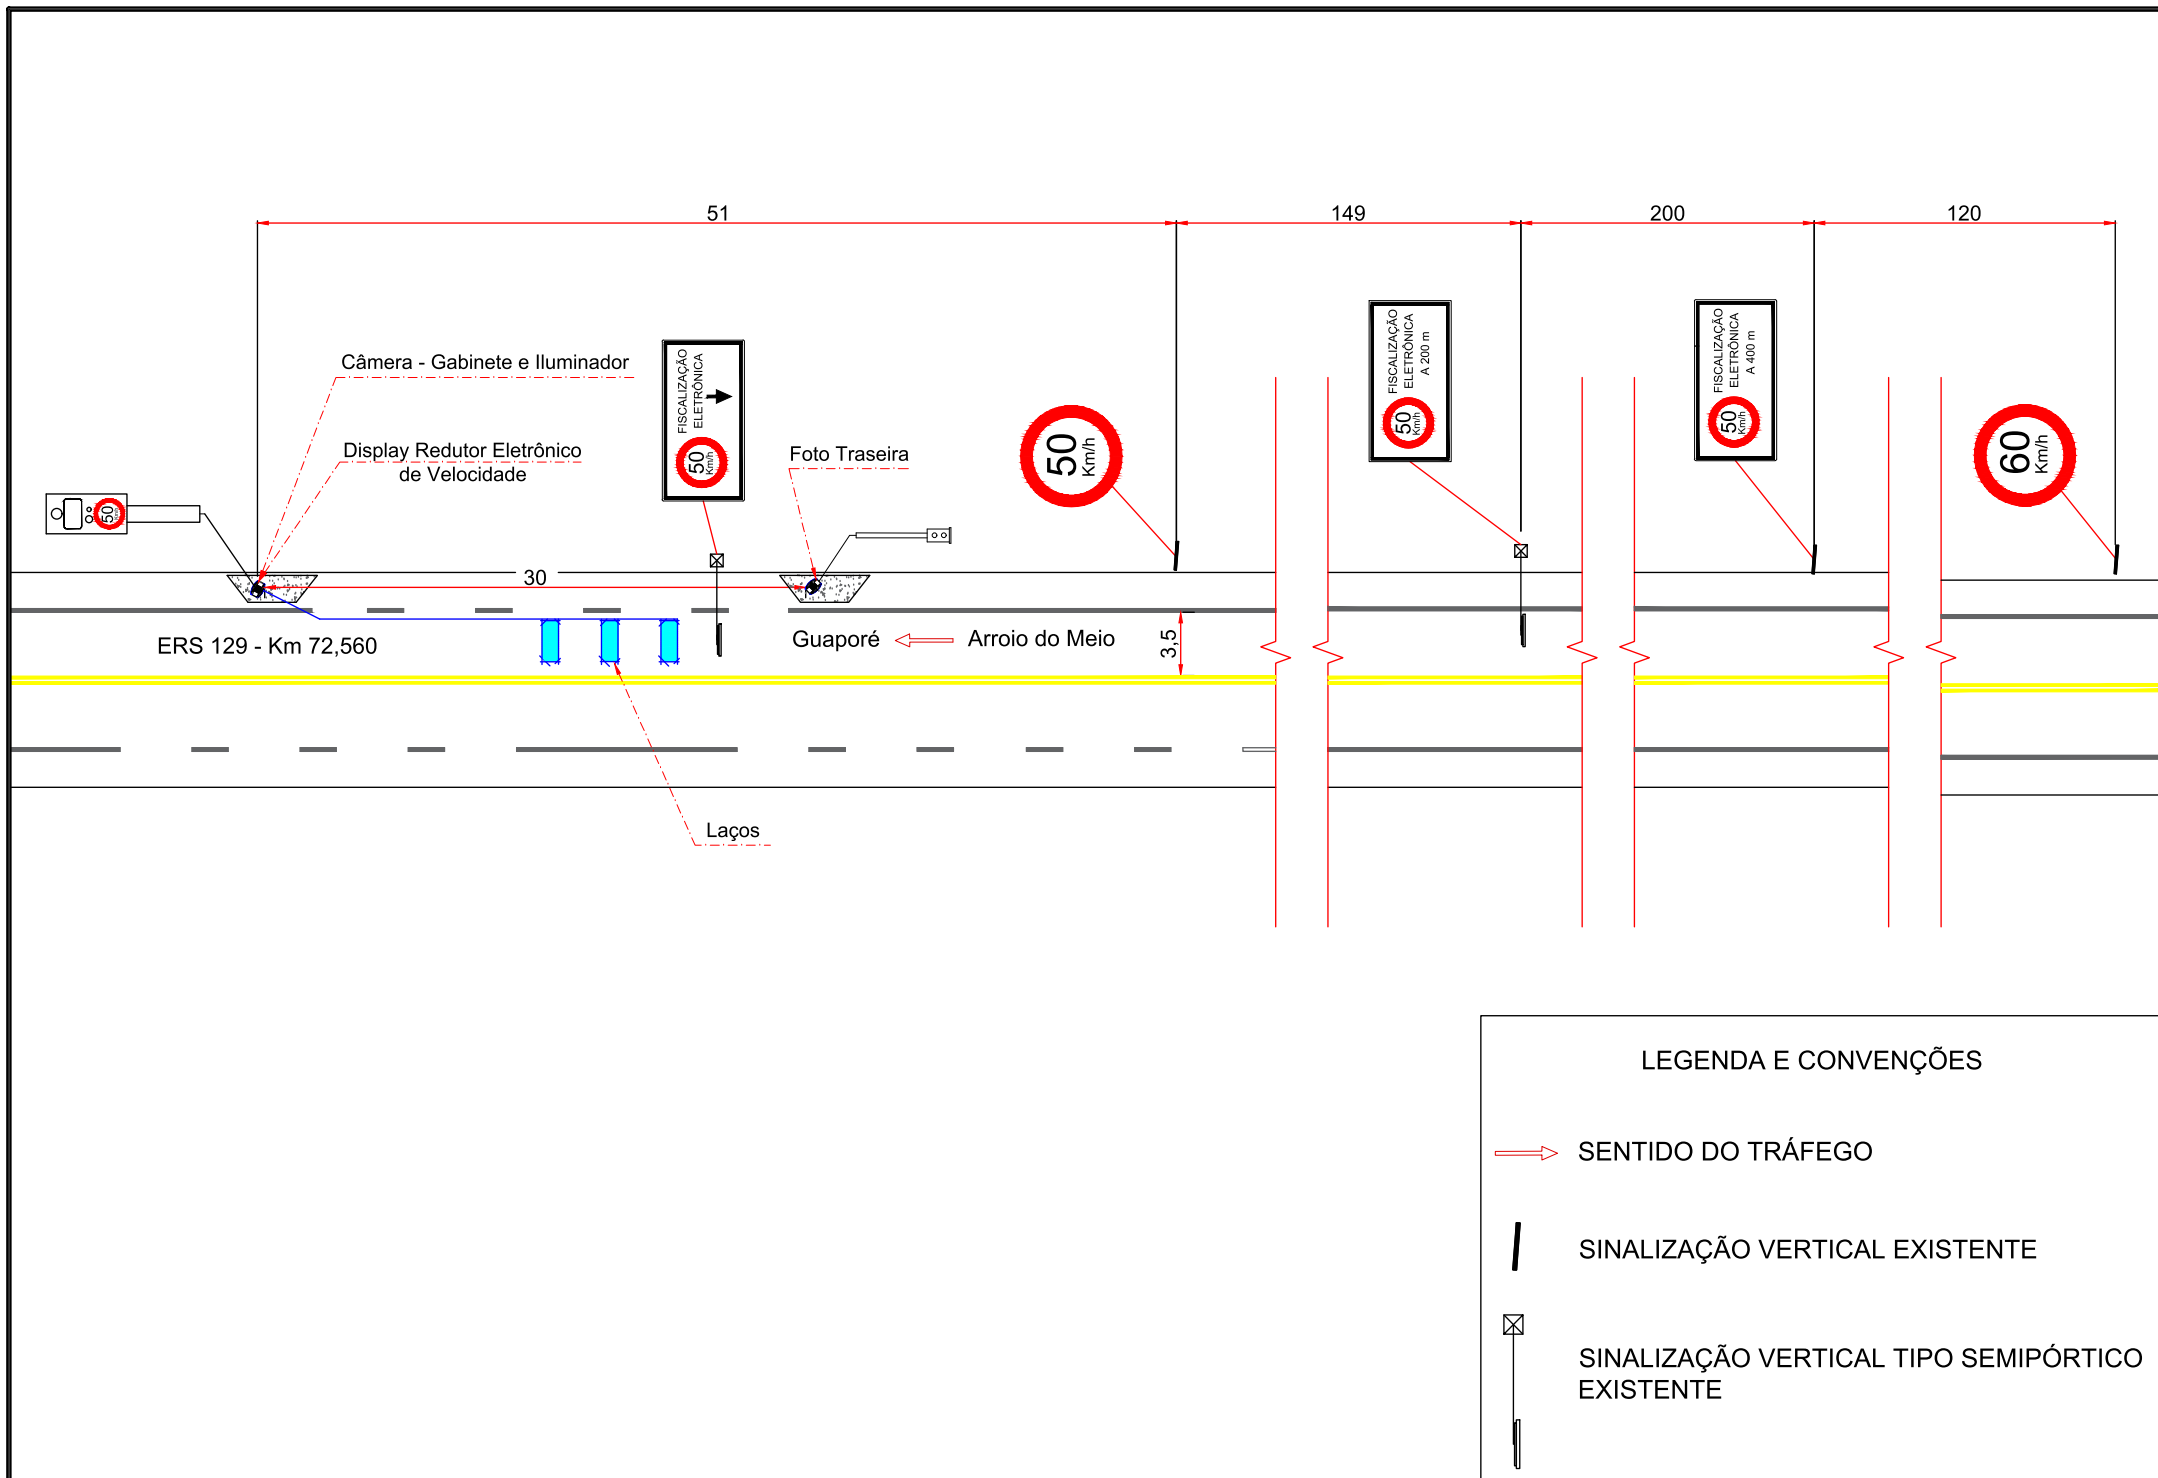 51
149
200
120
Câmera - Gabinete e Iluminador
Display Redutor Eletrônico
de Velocidade
FISCALIZAÇÃO
ELETRÔNICA
50
Km/h
Foto Traseira
50
Km/h
FISCALIZAÇÃO
ELETRÔNICA
A 200 m
50
Km/h
FISCALIZAÇÃO
ELETRÔNICA
A 400 m
50
Km/h
60
Km/h
50
30
ERS 129 - Km 72,560
Guaporé
Arroio do Meio
3,5
Laços
LEGENDA E CONVENÇÕES
SENTIDO DO TRÁFEGO
SINALIZAÇÃO VERTICAL EXISTENTE
SINALIZAÇÃO VERTICAL TIPO SEMIPÓRTICO
EXISTENTE